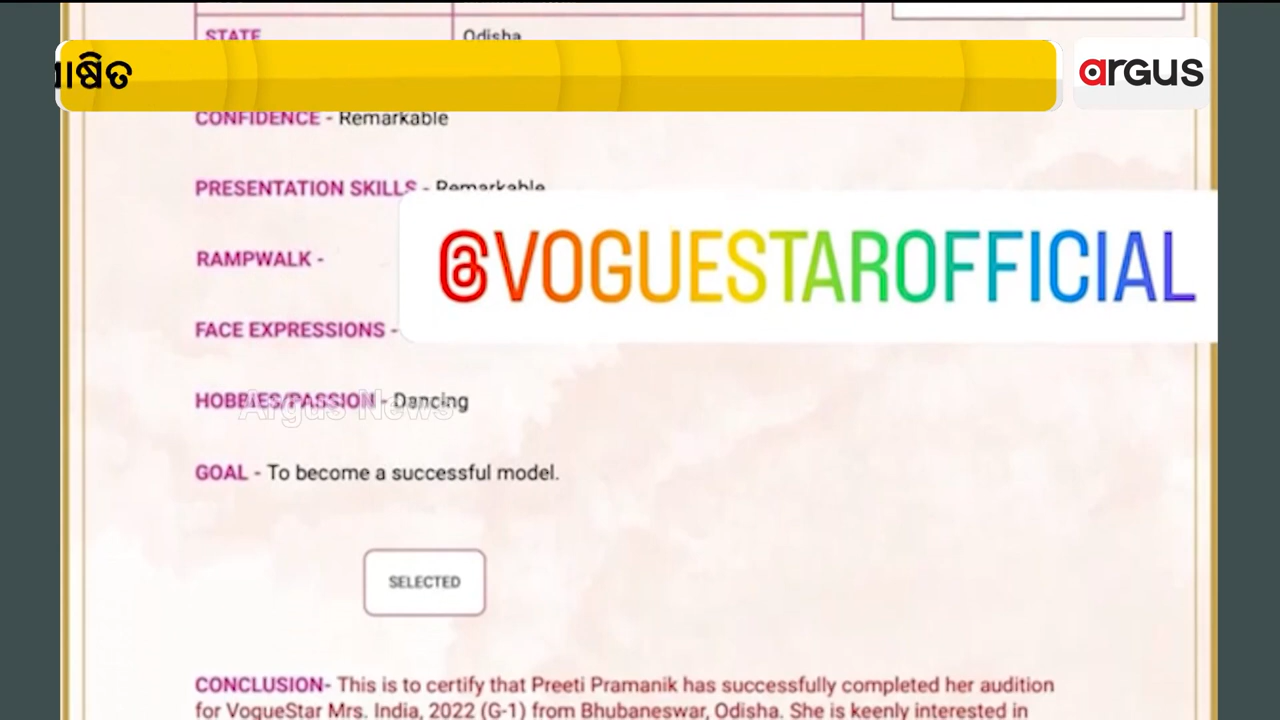 STATE Odisha
argus
CONFIDENCE - Remarkable
PRESENTATION SKILLS - Remarkable
@VOGUESTAROFFICIAL
RAMPWALK -
FACE EXPRESSIONS -
HOBBIES/PASSION - Dancing
Argus News
GOAL - To become a successful model.
SELECTED
CONCLUSION- This is to certify that Preeti Pramanik has successfully completed her audition
for VogueStar Mrs. India, 2022 (G-1) from Bhubaneswar, Odisha. She is keenly interested in